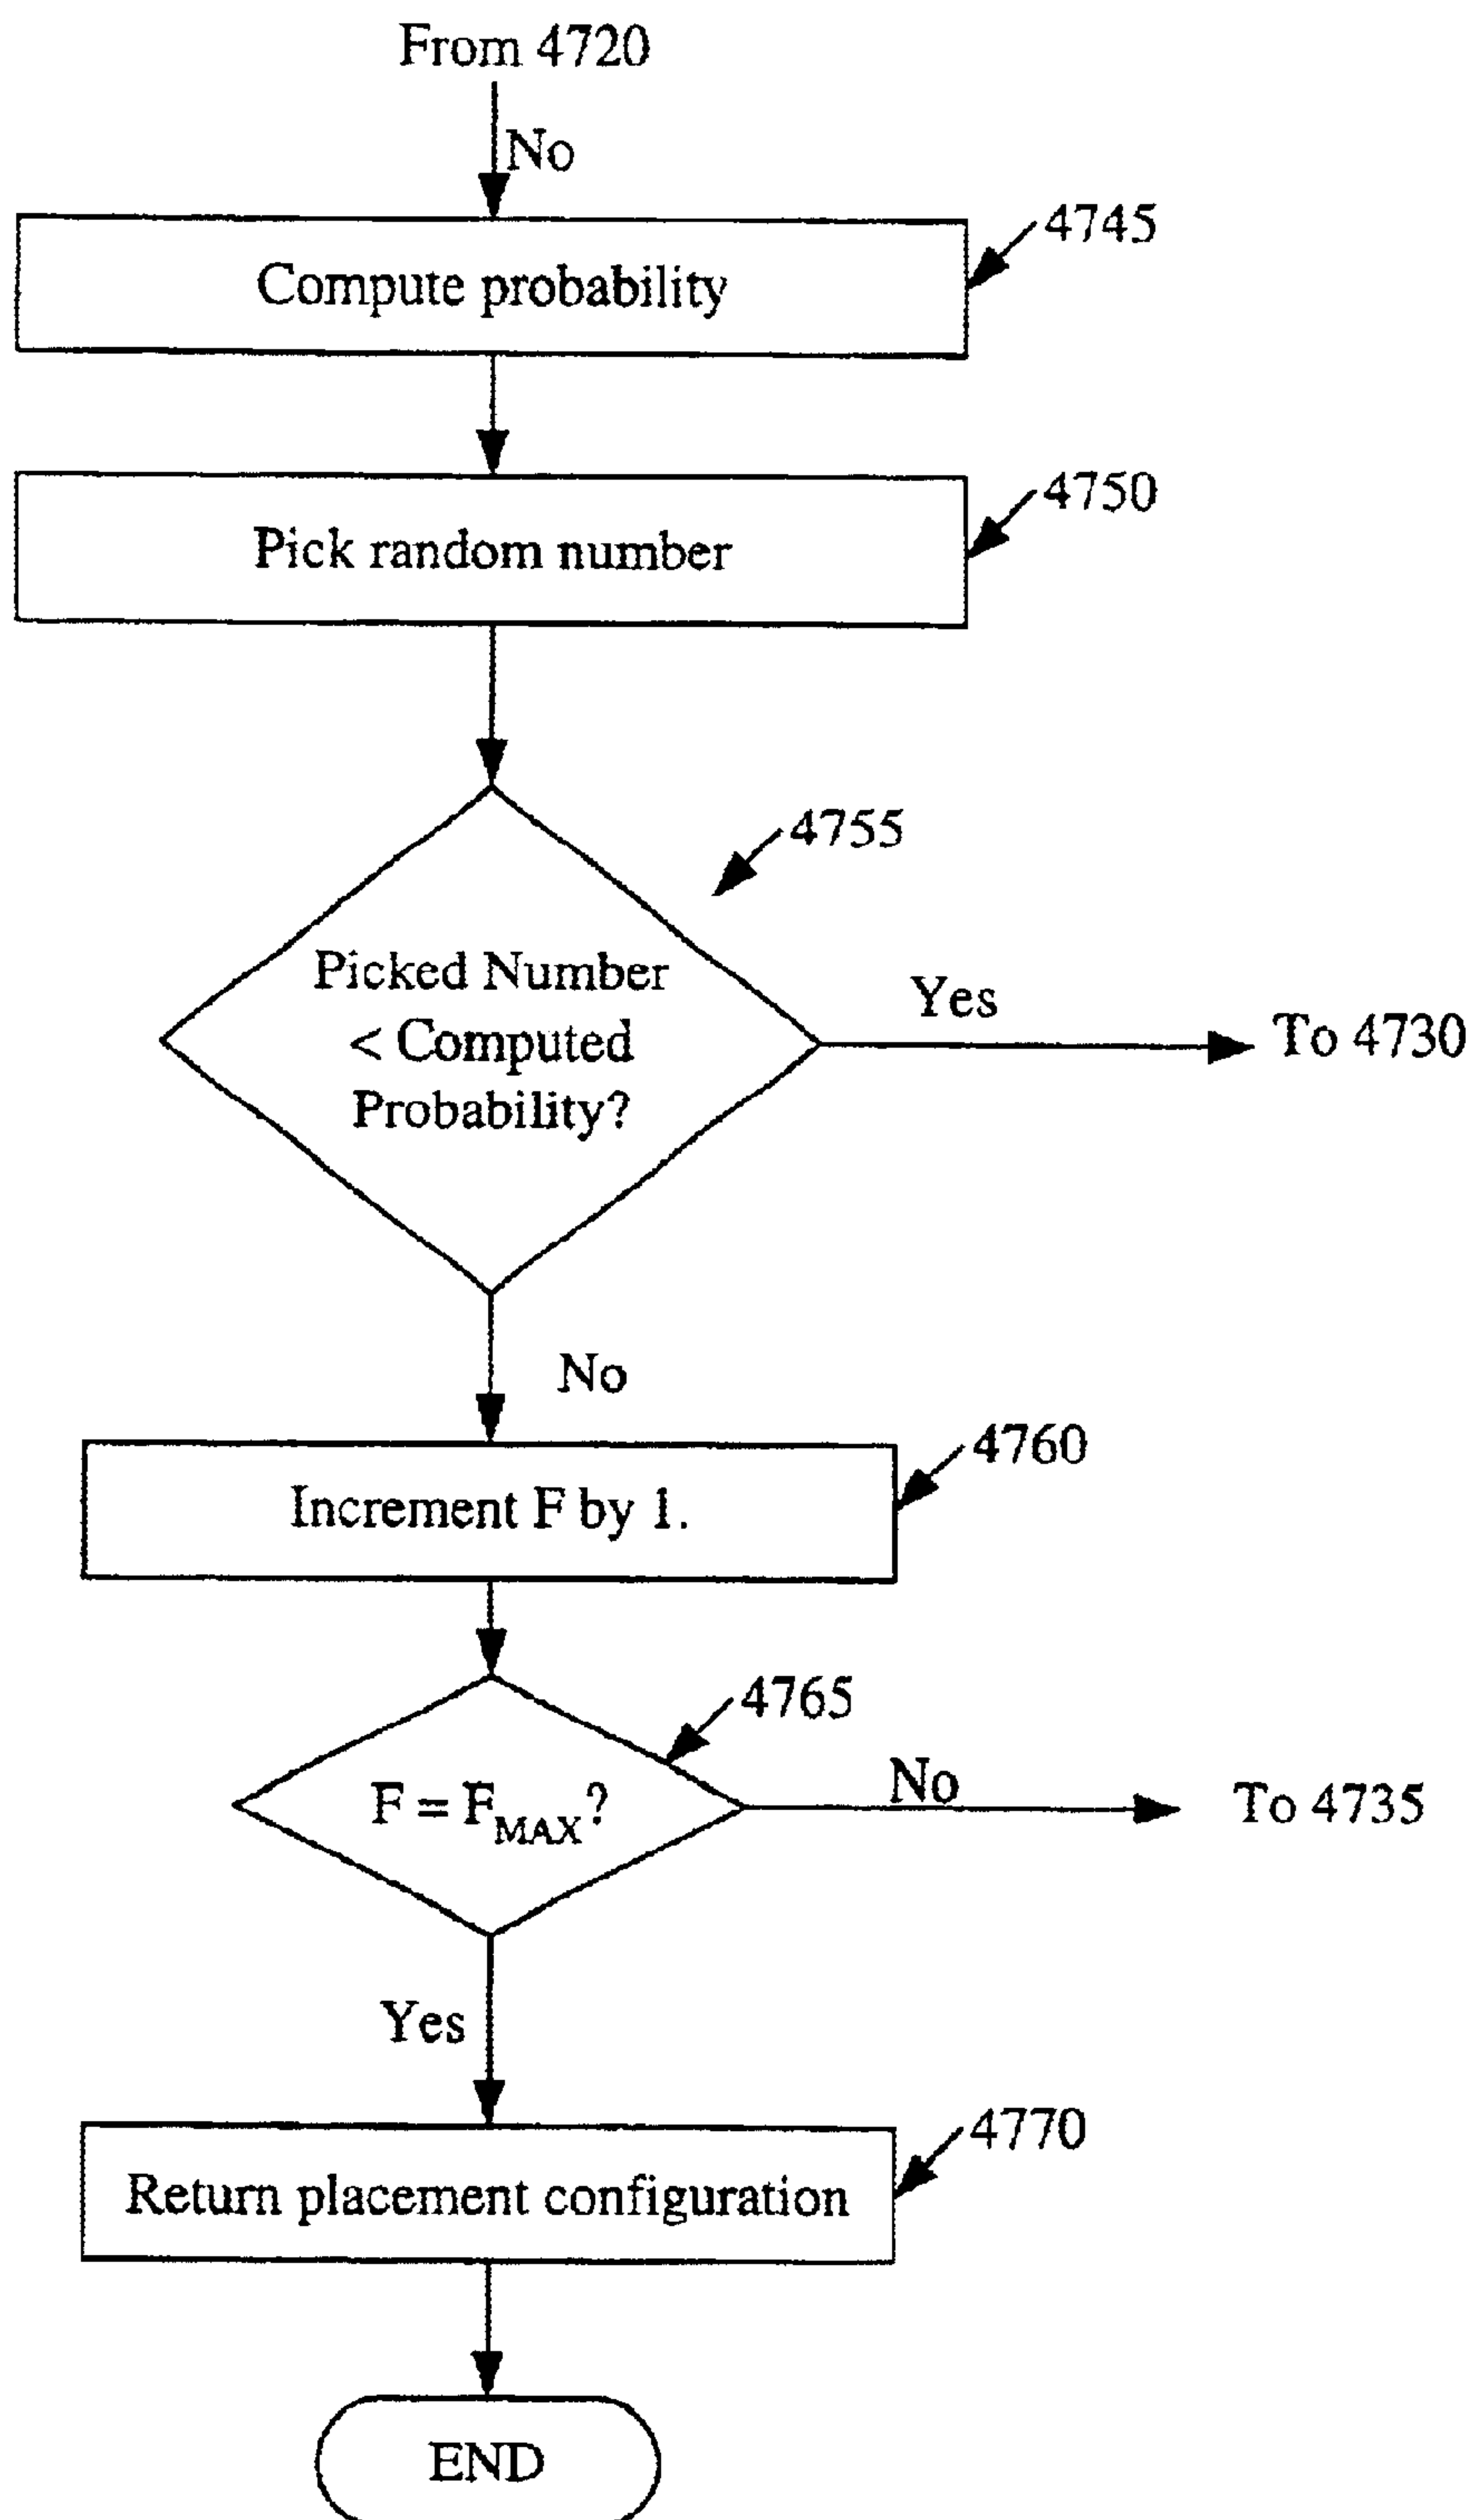 From 4720
No
4745
Compute probability
4750
Pick random number
4755
Picked Number
< Computed
Probability?
Yes
To 4730
No
4760
Increment F by 1.
4765
F = FMAX?
No
To 4735
Yes
4770
Return placement configuration
END